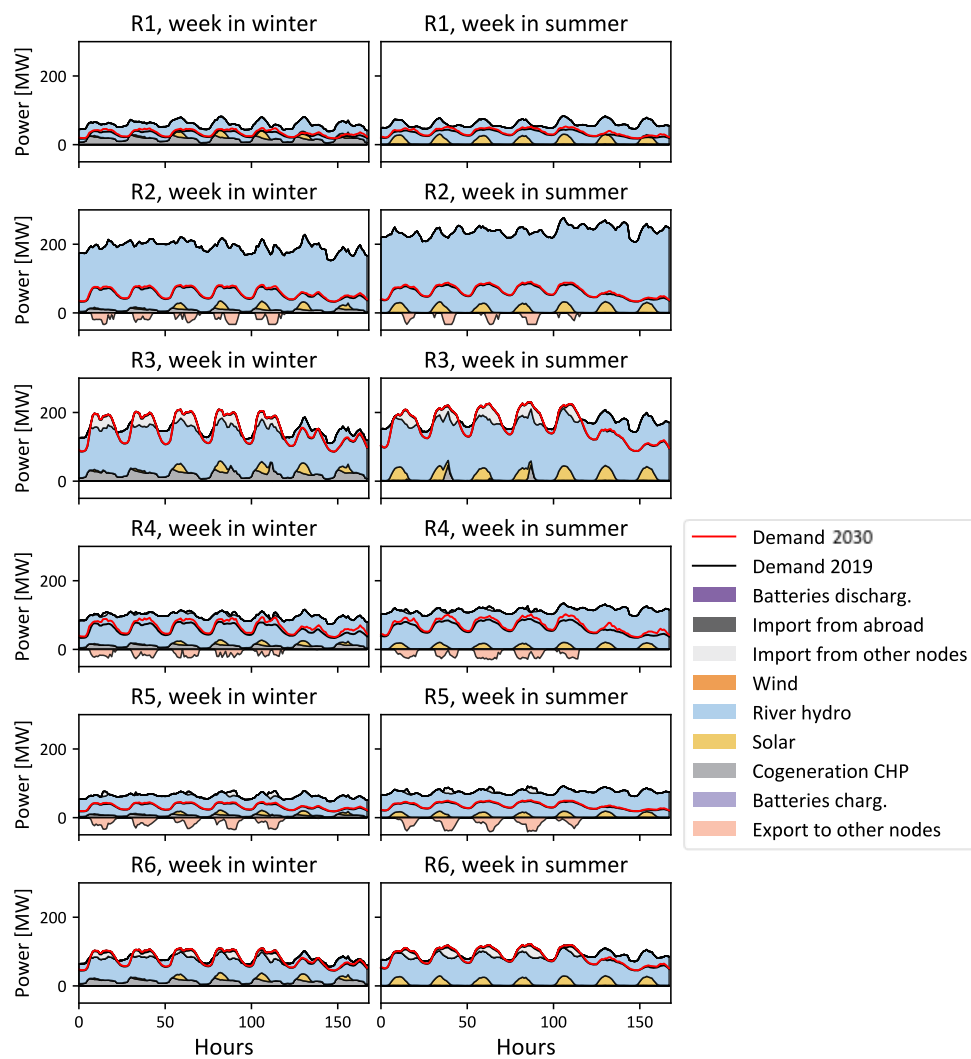 R1, week in winter
R1, week in summer
Power [MW]
200
0
R2, week in winter
R2, week in summer
Power [MW]
200
0
R3, week in winter
R3, week in summer
Power [MW]
200
0
R4, week in winter
R4, week in summer
Power [MW]
200
0
R5, week in winter
R5, week in summer
Power [MW]
200
0
R6, week in winter
R6, week in summer
Power [MW]
200
0
0 50 100 150
0 50 100 150
Hours
Hours
Demand 2030
Demand 2019
Batteries discharg.
Import from abroad
Import from other nodes
Wind
River hydro
Solar
Cogeneration CHP
Batteries charg.
Export to other nodes